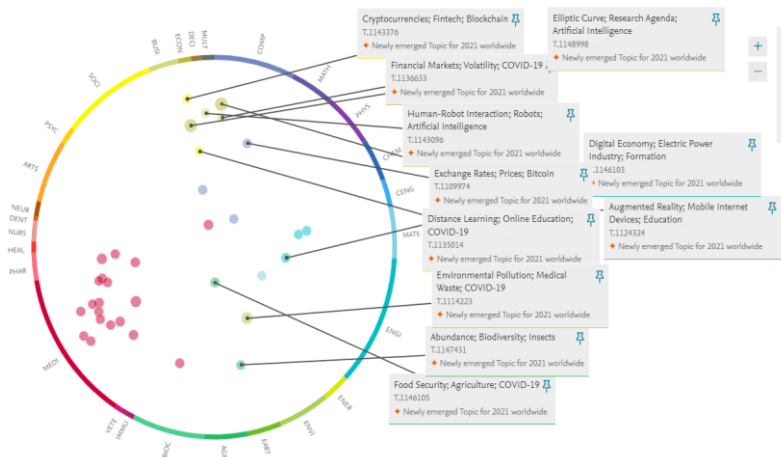 Cryptocurrencies; Fintech; Blockchain
T.1143376
Newly emerged Topic for 2021 worldwide
Elliptic Curve; Research Agenda;
Artificial Intelligence
T.1148998
Newly emerged Topic for 2021 worldwide
Financial Markets; Volatility; COVID-19
T.1136633
Newly emerged Topic for 2021 worldwide
Human-Robot Interaction; Robots;
Artificial Intelligence
T.1143096
Newly emerged Topic for 2021 worldwide
Digital Economy; Electric Power
Industry; Formation
.1146103
Newly emerged Topic for 2021 worldwide
Exchange Rates; Prices; Bitcoin
T.1109974
Newly emerged Topic for 2021 worldwide
Augmented Reality; Mobile Internet
Devices; Education
T.1124324
Newly emerged Topic for 2021 worldwide
Distance Learning; Online Education;
COVID-19
T.1135014
Newly emerged Topic for 2021 worldwide
Environmental Pollution; Medical
Waste; COVID-19
T.1114223
Newly emerged Topic for 2021 worldwide
Abundance; Biodiversity; Insects
T.1147431
Newly emerged Topic for 2021 worldwide
Food Security; Agriculture; COVID-19
T.1146105
Newly emerged Topic for 2021 worldwide
COMP
MATH
PHYS
CHEM
CENG
MATE
ENGI
ENER
ENVI
EART
IMMU
VETE
MEDI
PHAR
HEAL
NURS
DENT
NEUR
ARTS
PSYC
SOCI
BUSI
ECON
DECI
MULT